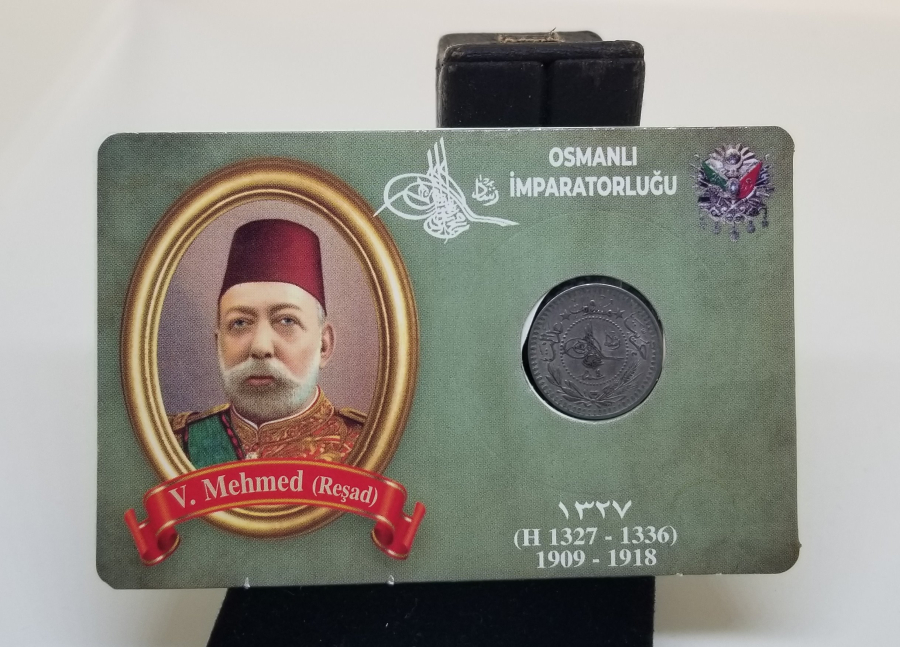 OSMANLI
İMPARATORLUĞU
V. Mehmed (Reşad)
١٣٢٧
(H 1327 - 1336)
1909 - 1918